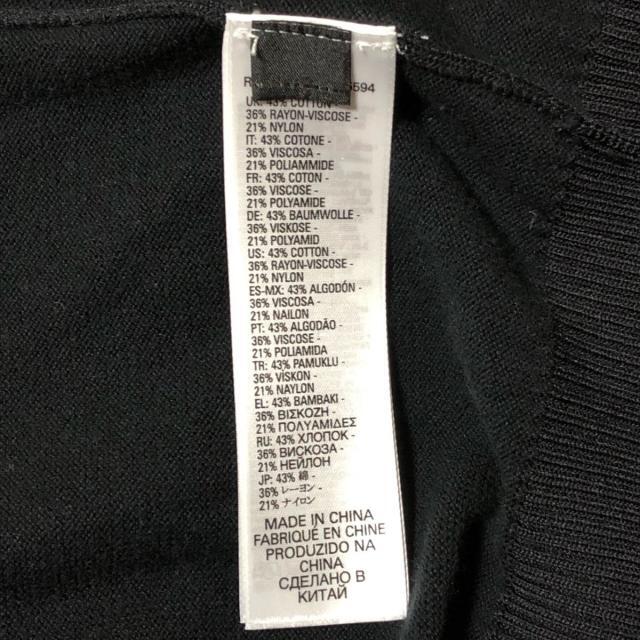 594
UK: 43% COTTON
36% RAYON-VISCOSE -
21% NYLON
IT: 43% COTONE -
36% VISCOSA -
21% POLIAMMIDE
FR: 43% COTON -
36% VISCOSE -
21% POLYAMIDE
DE: 43% BAUMWOLLE -
36% VISKOSE -
21% POLYAMID
US: 43% COTTON -
36% RAYON-VISCOSE -
21% NYLON
ES-MX: 43% ALGODÓN -
36% VISCOSA -
21% NAILON
PT: 43% ALGODÃO -
36% VISCOSE -
21% POLIAMIDA
TR: 43% PAMUKLU -
36% VİSKON -
21% NAYLON
EL: 43% ΒΑΜΒΑΚΙ -
36% ΒΙΣΚΟΖΗ -
21% ΠΟΛΥΑΜΙΔΕΣ
RU: 43% ХЛОПОК -
36% ВИСКОЗА -
21% НЕЙЛОН
JP: 43% 綿 -
36% レーヨン -
21% ナイロン
MADE IN CHINA
FABRIQUÉ EN CHINE
PRODUZIDO NA
CHINA
СДЕЛАНО В
КИТАЙ